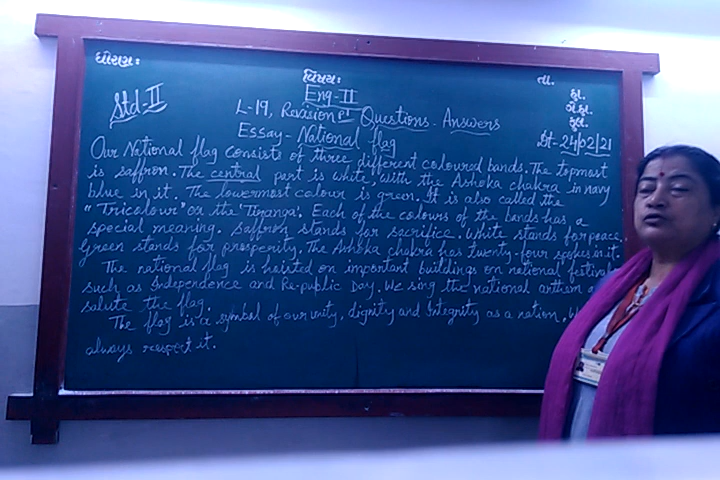 ધોરણઃ
વિષયઃ
તા.
Std-II
Eng-II
L-19, Revision Questions - Answers
Dt-24/02/21
Essay - National flag
Our National flag consists of three different coloured bands. The topmost
is saffron. The central part is white, with the Ashoka chakra in navy
blue in it. The lowermost colour is green. It is also called the
"Tricolour" or the 'Tiranga'. Each of the colours of the bands has a
special meaning. Saffron stands for sacrifice. White stands for peace.
Green stands for prosperity. The Ashoka chakra has twenty-four spokes in it.
The national flag is hoisted on important buildings on national festival
such as Independence and Re-public Day. We sing the national anthem
salute the flag.
The flag is a symbol of our unity, dignity and Integrity as a nation.
always respect it.